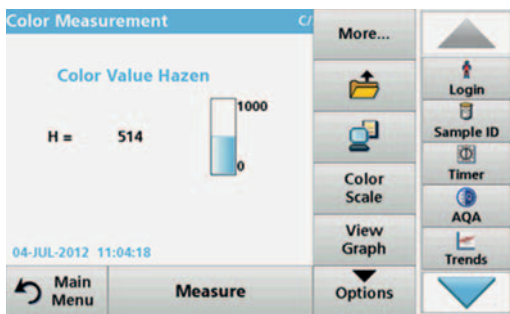 Color Measurement
C/
More...
Color Value Hazen
1000
H = 514
0
Login
Sample ID
Timer
Color
Scale
AQA
View
Graph
Trends
04-JUL-2012 11:04:18
Main
Menu
Measure
Options